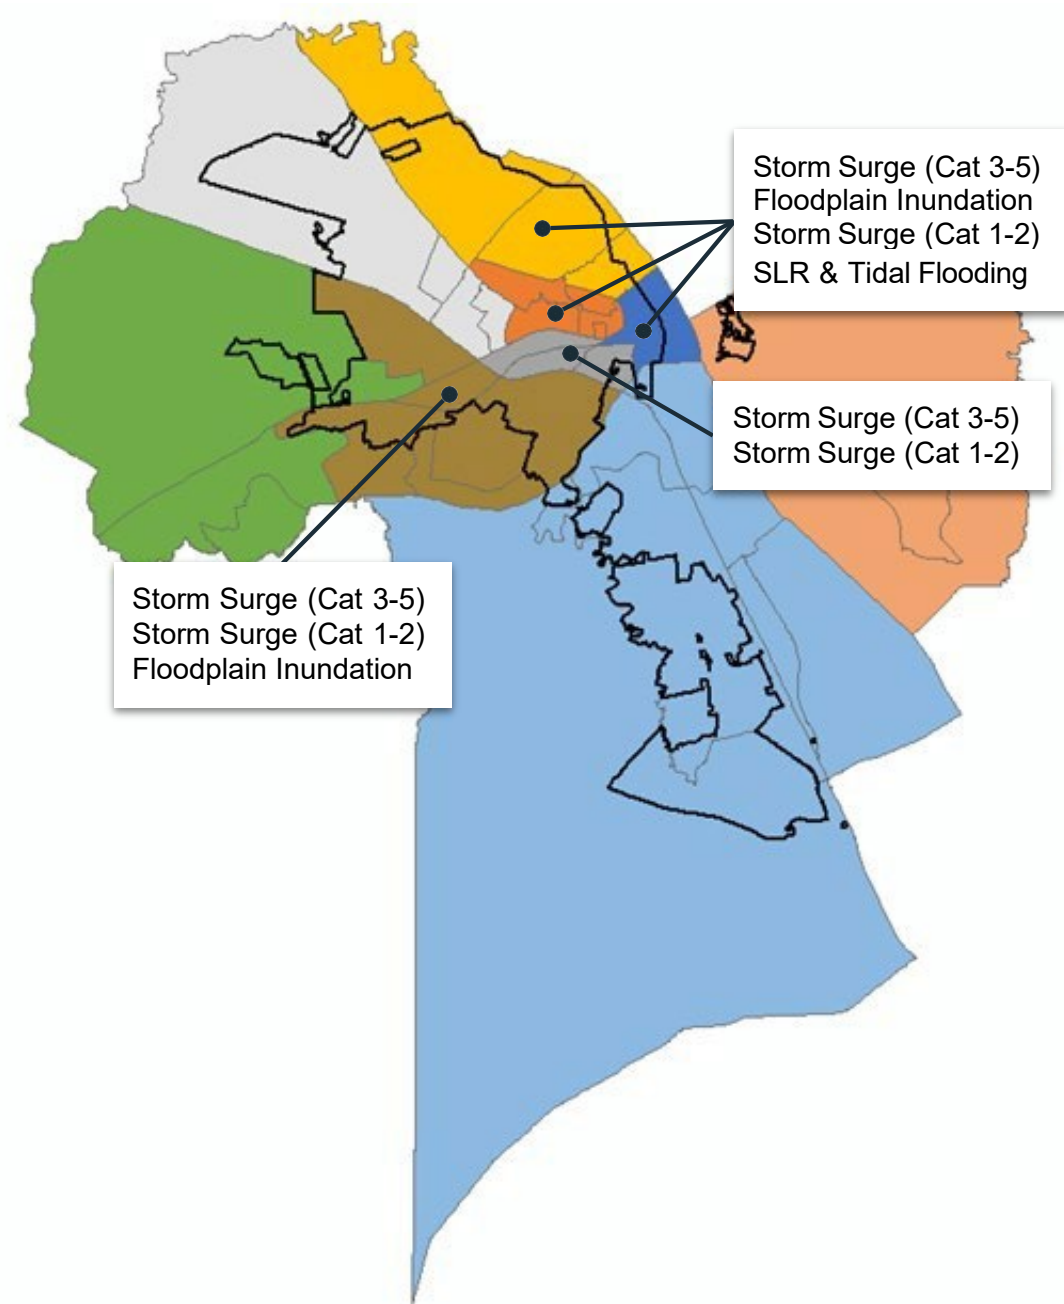 Storm Surge (Cat 3-5)
Floodplain Inundation
Storm Surge (Cat 1-2)
SLR & Tidal Flooding
Storm Surge (Cat 3-5)
Storm Surge (Cat 1-2)
Storm Surge (Cat 3-5)
Storm Surge (Cat 1-2)
Floodplain Inundation